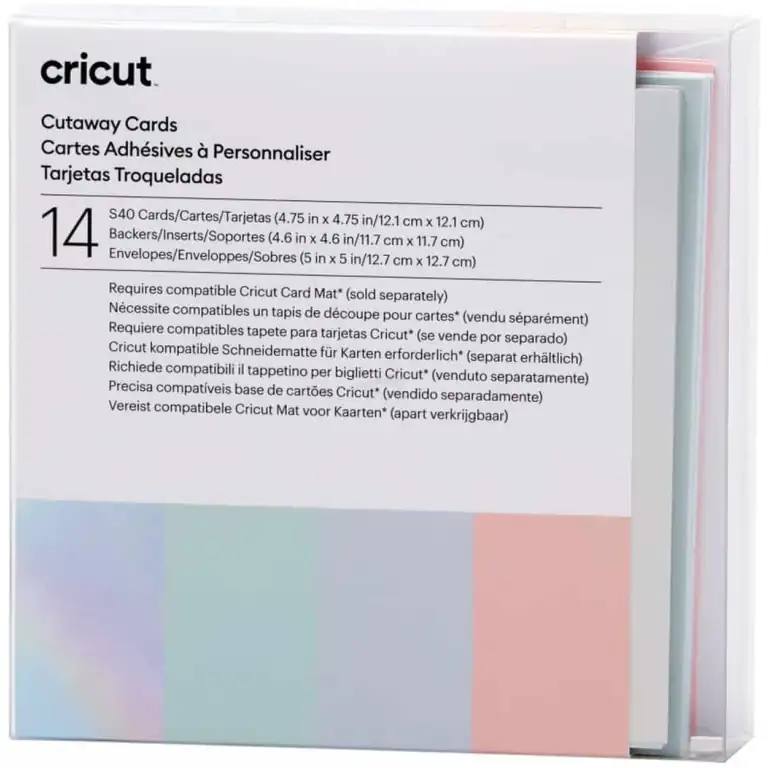 cricut™
Cutaway Cards
Cartes Adhésives à Personnaliser
Tarjetas Troqueladas
14
S40 Cards/Cartes/Tarjetas (4.75 in x 4.75 in/12.1 cm x 12.1 cm)
Backers/Inserts/Soportes (4.6 in x 4.6 in/11.7 cm x 11.7 cm)
Envelopes/Enveloppes/Sobres (5 in x 5 in/12.7 cm x 12.7 cm)
Requires compatible Cricut Card Mat* (sold separately)
Nécessite compatibles un tapis de découpe pour cartes* (vendu séparément)
Requiere compatibles tapete para tarjetas Cricut* (se vende por separado)
Cricut kompatible Schneidematte für Karten erforderlich* (separat erhältlich)
Richiede compatibili il tappetino per biglietti Cricut* (venduto separatamente)
Precisa compatíveis base de cartões Cricut* (vendido separadamente)
Vereist compatibele Cricut Mat voor Kaarten* (apart verkrijgbaar)